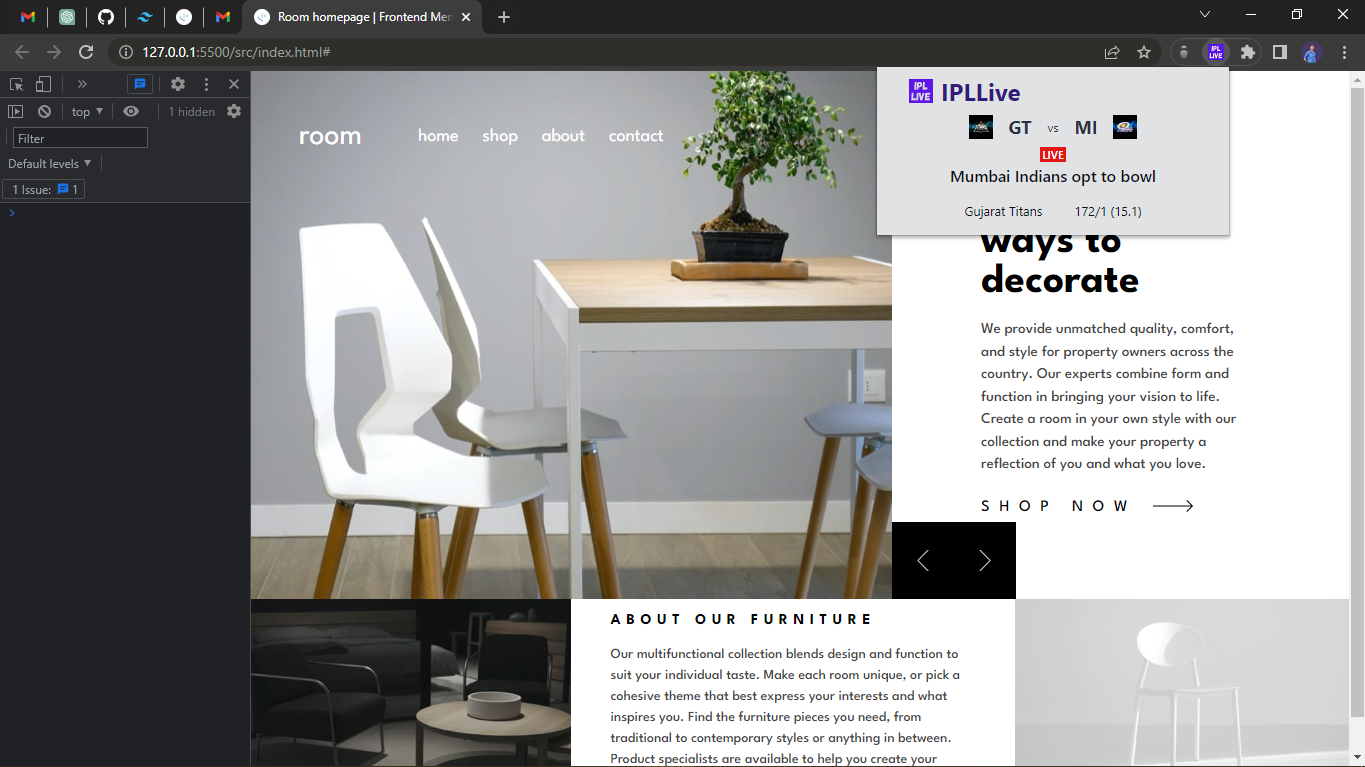 Room homepage | Frontend Men
127.0.0.1:5500/src/index.html#
IPL
LIVE
top
1 hidden
Filter
Default levels
1 Issue: 1
room
home
shop
about
contact
IPL
LIVE
IPLLive
GT vs MI
LIVE
Mumbai Indians opt to bowl
Gujarat Titans 172/1 (15.1)
ways to
decorate
We provide unmatched quality, comfort,
and style for property owners across the
country. Our experts combine form and
function in bringing your vision to life.
Create a room in your own style with our
collection and make your property a
reflection of you and what you love.
SHOP NOW
ABOUT OUR FURNITURE
Our multifunctional collection blends design and function to
suit your individual taste. Make each room unique, or pick a
cohesive theme that best express your interests and what
inspires you. Find the furniture pieces you need, from
traditional to contemporary styles or anything in between.
Product specialists are available to help you create your